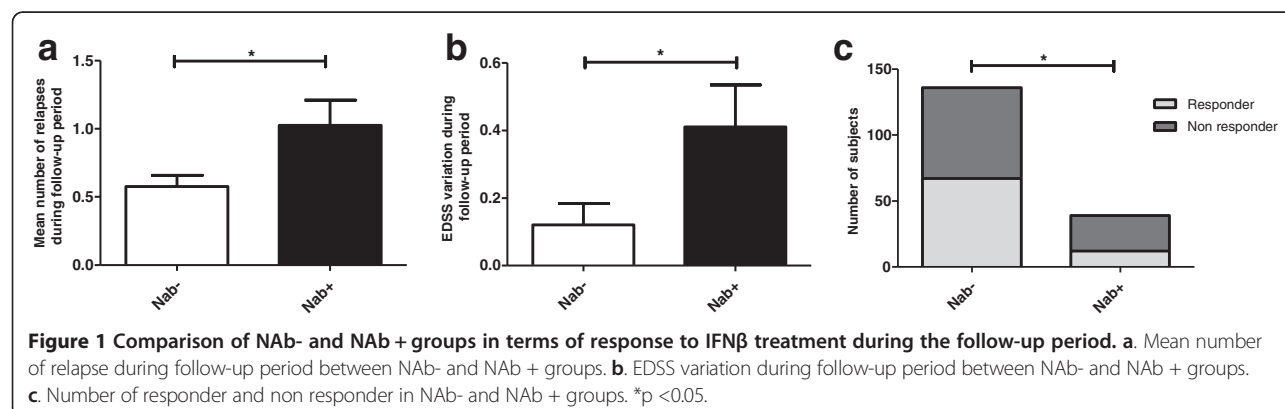 a
Mean number of relapses
during follow-up period
1.5
1.0
0.5
0.0
*
Nab-
Nab+
b
EDSS variation during
follow-up period
0.6
0.4
0.2
0.0
*
Nab-
Nab+
c
Number of subjects
150
100
50
0
*
Nab-
Nab+
Responder
Non responder
Figure 1 Comparison of NAb- and NAb + groups in terms of response to IFNβ treatment during the follow-up period. a. Mean number
of relapse during follow-up period between NAb- and NAb + groups. b. EDSS variation during follow-up period between NAb- and NAb + groups.
c. Number of responder and non responder in NAb- and NAb + groups. *p <0.05.